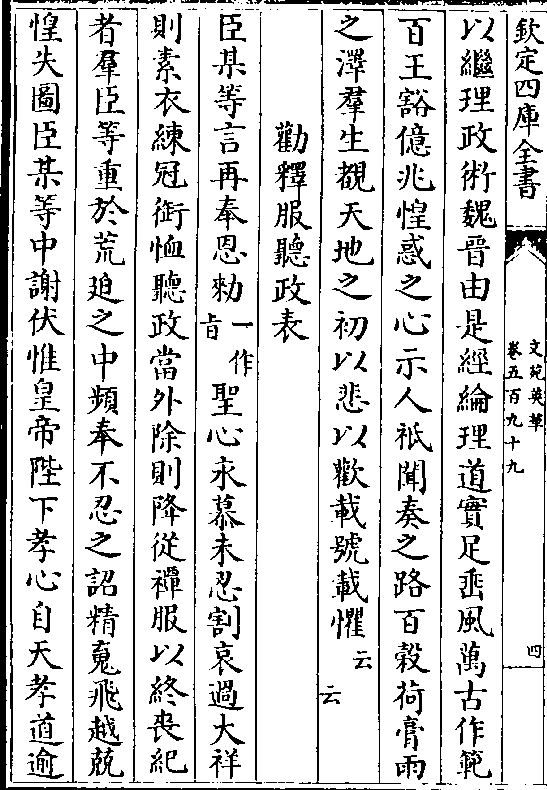 欽定四庫全書
文苑英華
卷五百九十九
四
以繼理政術魏晉由是經綸理道實足垂風萬古作範
百王豁億兆惶惑之心示人祇聞奏之路百穀荷膏雨
之澤羣生覩天地之初以悲以歡載號載懼云云
勸釋服聽政表
臣某等言再奉恩勅一作旨聖心永慕未忍割哀過大祥
則素衣練冠銜恤聽政當外除則降從禫服以終喪紀
者羣臣等重於荒迫之中頻奉不忍之詔精䰟飛越兢
惶失圖臣某等中謝伏惟皇帝陛下孝心自天孝道逾